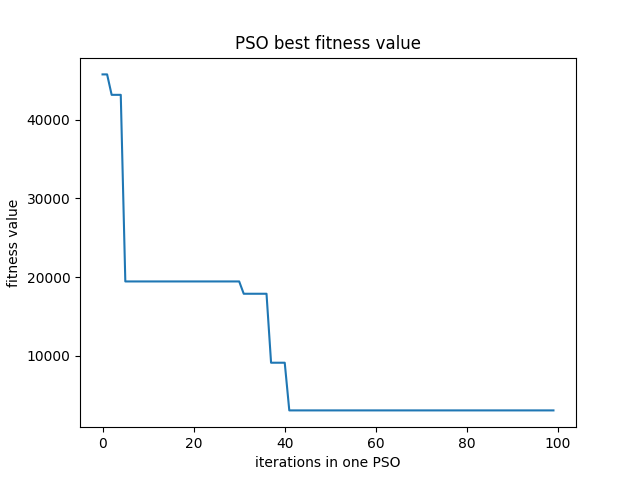 PSO best fitness value
40000
30000
20000
10000
fitness value
0 20 40 60 80 100
iterations in one PSO